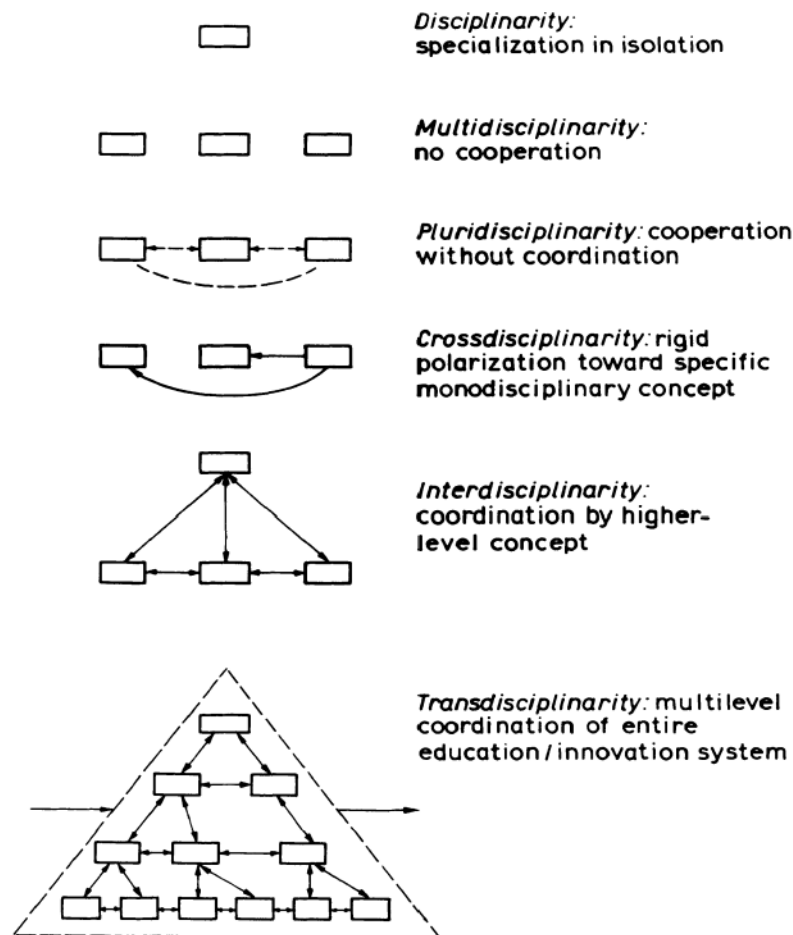 Disciplinarity:
specialization in isolation
Multidisciplinarity:
no cooperation
Pluridisciplinarity: cooperation
without coordination
Crossdisciplinarity: rigid
polarization toward specific
monodisciplinary concept
Interdisciplinarity:
coordination by higher-
level concept
Transdisciplinarity: multilevel
coordination of entire
education/innovation system